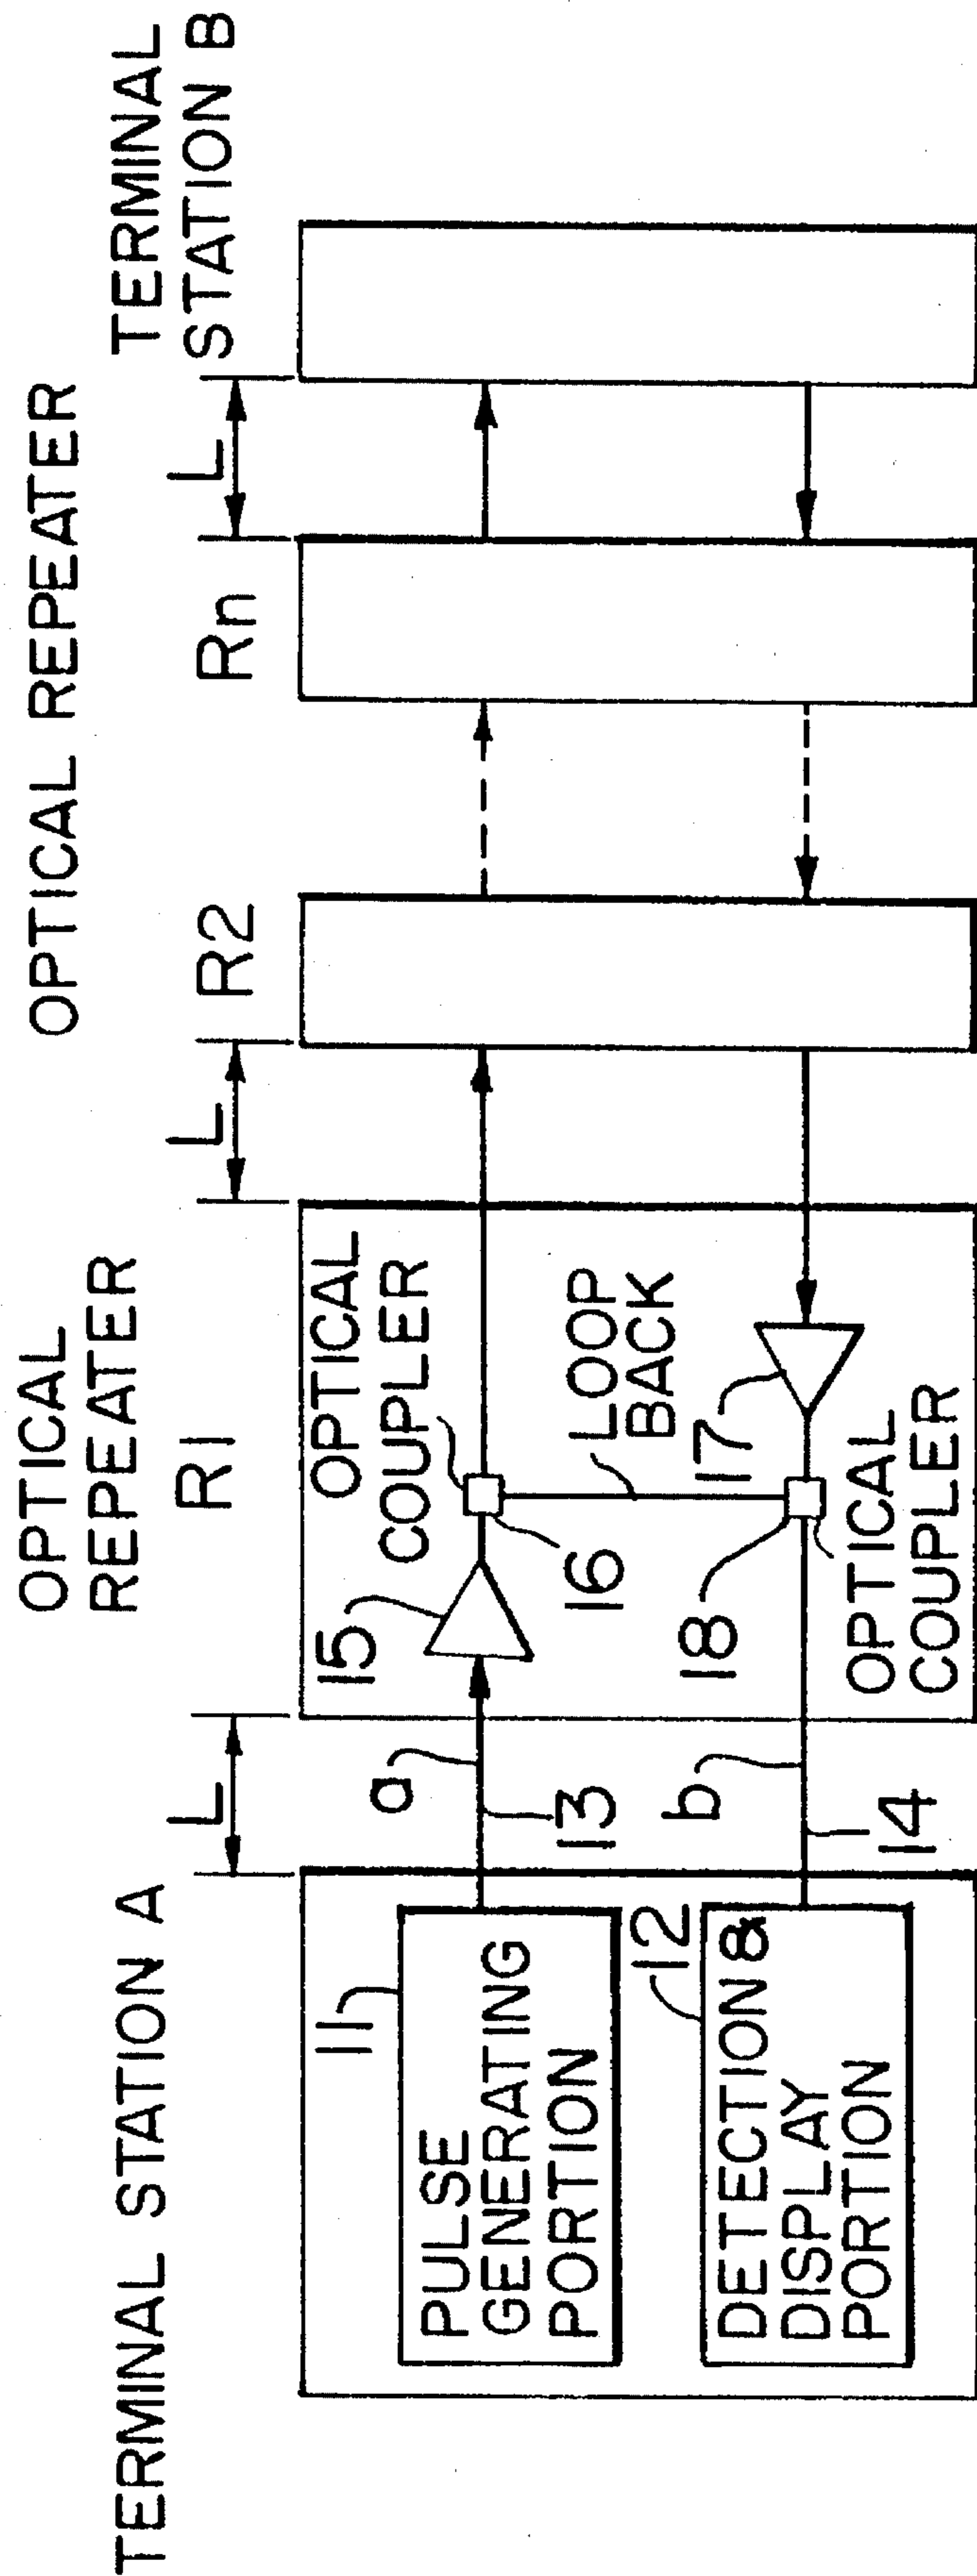 TERMINAL STATION A
L
OPTICAL
REPEATER
R1
L
OPTICAL REPEATER
R2
Rn
L
TERMINAL
STATION B
11
PULSE
GENERATING
PORTION
12
DETECTION &
DISPLAY
PORTION
a
13
b
14
15
OPTICAL
COUPLER
16
LOOP
BACK
17
18
OPTICAL
COUPLER